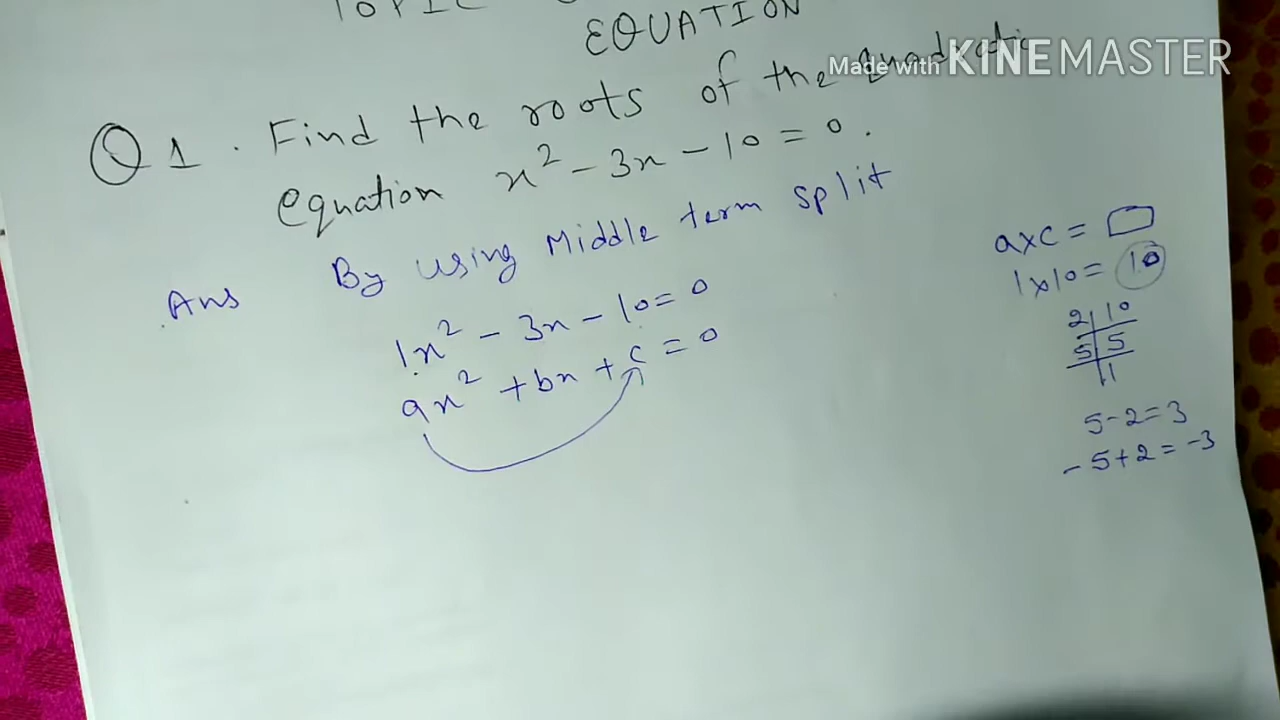 TOPIC
EQUATION
Made with KINEMASTER
Q 1. Find the roots of the quadratic
equation x² - 3x - 10 = 0.
Ans By using Middle term split
1x² - 3x - 10 = 0
ax² + bx + c = 0
a×c = □
1×10 = 10
2 | 10
5 | 5
1
5-2=3
-5+2=-3